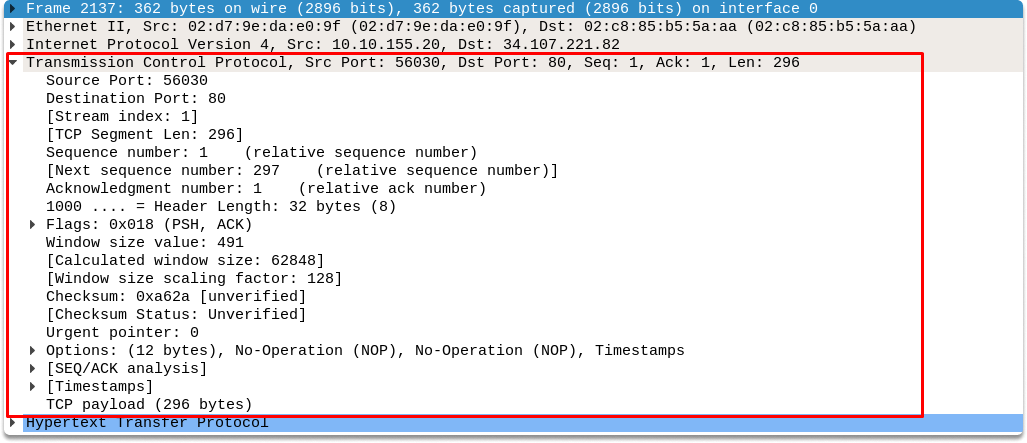 Frame 2137: 362 bytes on wire (2896 bits), 362 bytes captured (2896 bits) on interface 0
Ethernet II, Src: 02:d7:9e:da:e0:9f (02:d7:9e:da:e0:9f), Dst: 02:c8:85:b5:5a:aa (02:c8:85:b5:5a:aa)
Internet Protocol Version 4, Src: 10.10.155.20, Dst: 34.107.221.82
Transmission Control Protocol, Src Port: 56030, Dst Port: 80, Seq: 1, Ack: 1, Len: 296
Source Port: 56030
Destination Port: 80
[Stream index: 1]
[TCP Segment Len: 296]
Sequence number: 1    (relative sequence number)
[Next sequence number: 297    (relative sequence number)]
Acknowledgment number: 1    (relative ack number)
1000 .... = Header Length: 32 bytes (8)
Flags: 0x018 (PSH, ACK)
Window size value: 491
[Calculated window size: 62848]
[Window size scaling factor: 128]
Checksum: 0xa62a [unverified]
[Checksum Status: Unverified]
Urgent pointer: 0
Options: (12 bytes), No-Operation (NOP), No-Operation (NOP), Timestamps
[SEQ/ACK analysis]
[Timestamps]
TCP payload (296 bytes)
Hypertext Transfer Protocol